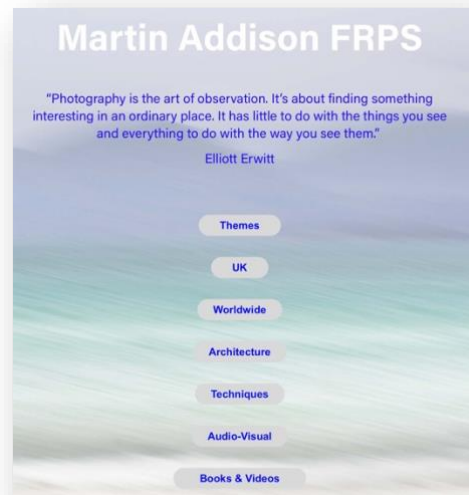 Martin Addison FRPS
“Photography is the art of observation. It’s about finding something
interesting in an ordinary place. It has little to do with the things you see
and everything to do with the way you see them.”
Elliott Erwitt
Themes
UK
Worldwide
Architecture
Techniques
Audio-Visual
Books & Videos